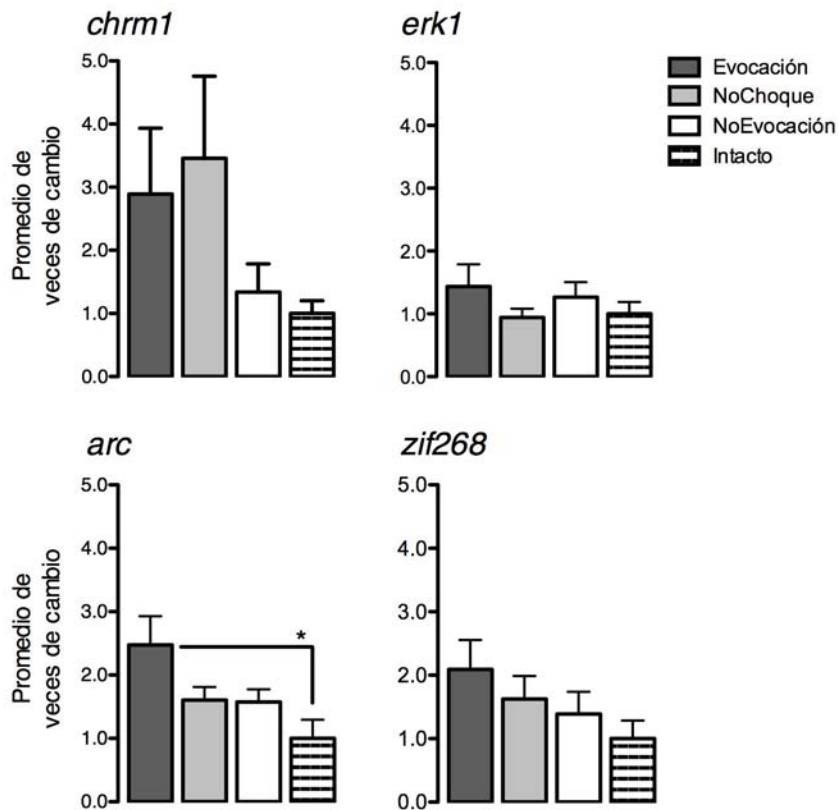 chrm1
erk1
5.0
4.0
3.0
2.0
1.0
0.0
Promedio de
veces de cambio
5.0
4.0
3.0
2.0
1.0
0.0
Evocación
NoChoque
NoEvocación
Intacto
arc
zif268
5.0
4.0
3.0
2.0
1.0
0.0
Promedio de
veces de cambio
*
5.0
4.0
3.0
2.0
1.0
0.0